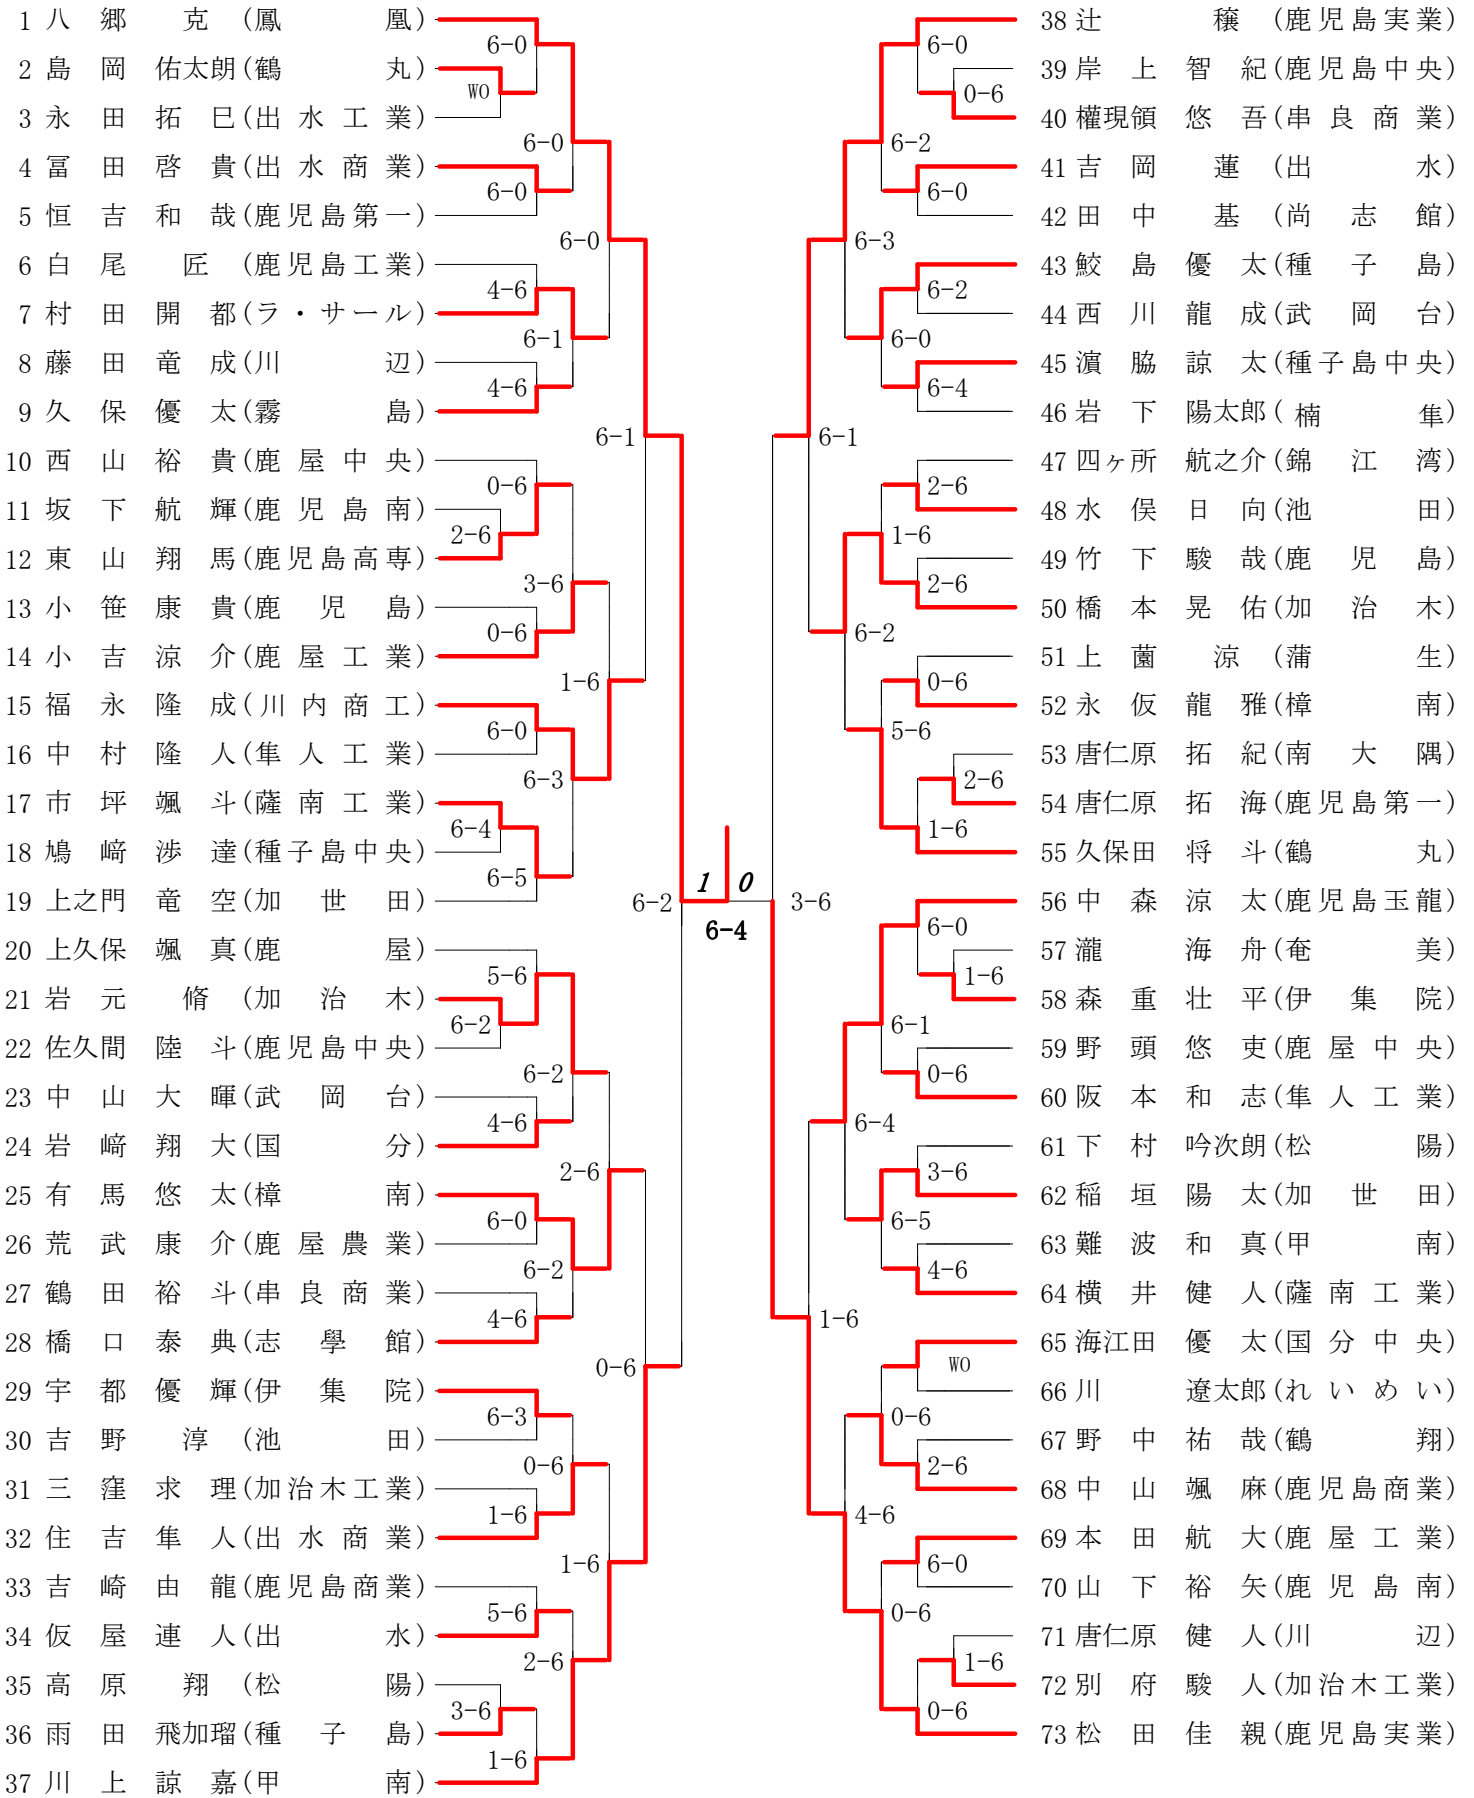 1 八郷 克 (鳳凰)
6-0
2 島岡 佑太朗 (鶴丸)
WO
3 永田 拓巳 (出水工業)
6-0
4 冨田 啓貴 (出水商業)
6-0
5 恒吉 和哉 (鹿児島第一)
6-0
6 白尾 匠 (鹿児島工業)
4-6
7 村田 開都 (ラ・サール)
6-1
8 藤田 竜成 (川辺)
4-6
9 久保 優太 (霧島)
6-1
10 西山 裕貴 (鹿屋中央)
0-6
11 坂下 航輝 (鹿児島南)
2-6
12 東山 翔馬 (鹿児島高専)
3-6
13 小笹 康貴 (鹿児島)
0-6
14 小吉 涼介 (鹿屋工業)
1-6
15 福永 隆成 (川内商工)
6-0
16 中村 隆人 (隼人工業)
6-3
17 市坪 颯斗 (薩南工業)
6-4
18 鳩﨑 渉達 (種子島中央)
6-5
19 上之門 竜空 (加世田)
6-2
20 上久保 颯真 (鹿屋)
5-6
21 岩元 脩 (加治木)
6-2
22 佐久間 陸斗 (鹿児島中央)
6-2
23 中山 大暉 (武岡台)
4-6
24 岩﨑 翔大 (国分)
2-6
25 有馬 悠太 (樟南)
6-0
26 荒武 康介 (鹿屋農業)
6-2
27 鶴田 裕斗 (串良商業)
4-6
28 橋口 泰典 (志學館)
0-6
29 宇都 優輝 (伊集院)
6-3
30 吉野 淳 (池田)
0-6
31 三窪 求理 (加治木工業)
1-6
32 住吉 隼人 (出水商業)
1-6
33 吉崎 由龍 (鹿児島商業)
5-6
34 仮屋 連人 (出水)
2-6
35 高原 翔 (松陽)
3-6
36 雨田 飛加瑠 (種子島)
1-6
37 川上 諒嘉 (甲南)
1 0
6-4
38 辻 穣 (鹿児島実業)
6-0
39 岸上 智紀 (鹿児島中央)
0-6
40 權現領 悠吾 (串良商業)
6-2
41 吉岡 蓮 (出水)
6-0
42 田中 基 (尚志館)
6-3
43 鮫島 優太 (種子島)
6-2
44 西川 龍成 (武岡台)
6-0
45 濵脇 諒太 (種子島中央)
6-4
46 岩下 陽太郎 (楠隼)
6-1
47 四ヶ所 航之介 (錦江湾)
2-6
48 水俣 日向 (池田)
1-6
49 竹下 駿哉 (鹿児島)
2-6
50 橋本 晃佑 (加治木)
6-2
51 上薗 涼 (蒲生)
0-6
52 永仮 龍雅 (樟南)
5-6
53 唐仁原 拓紀 (南大隅)
2-6
54 唐仁原 拓海 (鹿児島第一)
1-6
55 久保田 将斗 (鶴丸)
3-6
56 中森 涼太 (鹿児島玉龍)
6-0
57 瀧 海舟 (奄美)
1-6
58 森重 壮平 (伊集院)
6-1
59 野頭 悠吏 (鹿屋中央)
0-6
60 阪本 和志 (隼人工業)
6-4
61 下村 吟次朗 (松陽)
3-6
62 稲垣 陽太 (加世田)
6-5
63 難波 和真 (甲南)
4-6
64 横井 健人 (薩南工業)
1-6
65 海江田 優太 (国分中央)
WO
66 川 遼太郎 (れいめい)
0-6
67 野中 祐哉 (鶴翔)
2-6
68 中山 颯麻 (鹿児島商業)
4-6
69 本田 航大 (鹿屋工業)
6-0
70 山下 裕矢 (鹿児島南)
0-6
71 唐仁原 健人 (川辺)
1-6
72 別府 駿人 (加治木工業)
0-6
73 松田 佳親 (鹿児島実業)